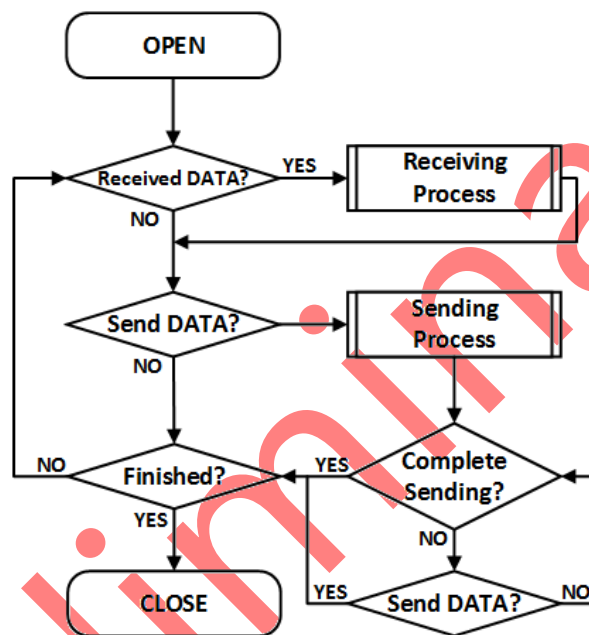 OPEN
Received DATA?
YES
Receiving
Process
NO
Send DATA?
Sending
Process
NO
Finished?
NO
YES
Complete
Sending?
YES
NO
CLOSE
Send DATA?
YES
NO